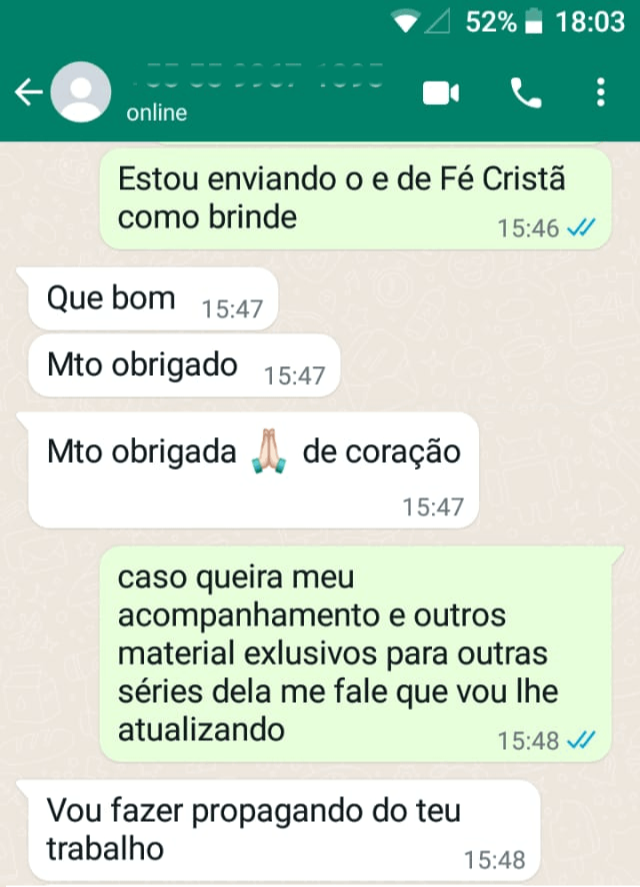 52% 18:03
online
Estou enviando o e de Fé Cristã
como brinde
15:46
Que bom 15:47
Mto obrigado 15:47
Mto obrigada 🙏 de coração
15:47
caso queira meu
acompanhamento e outros
material exlusivos para outras
séries dela me fale que vou lhe
atualizando
15:48
Vou fazer propagando do teu
trabalho
15:48